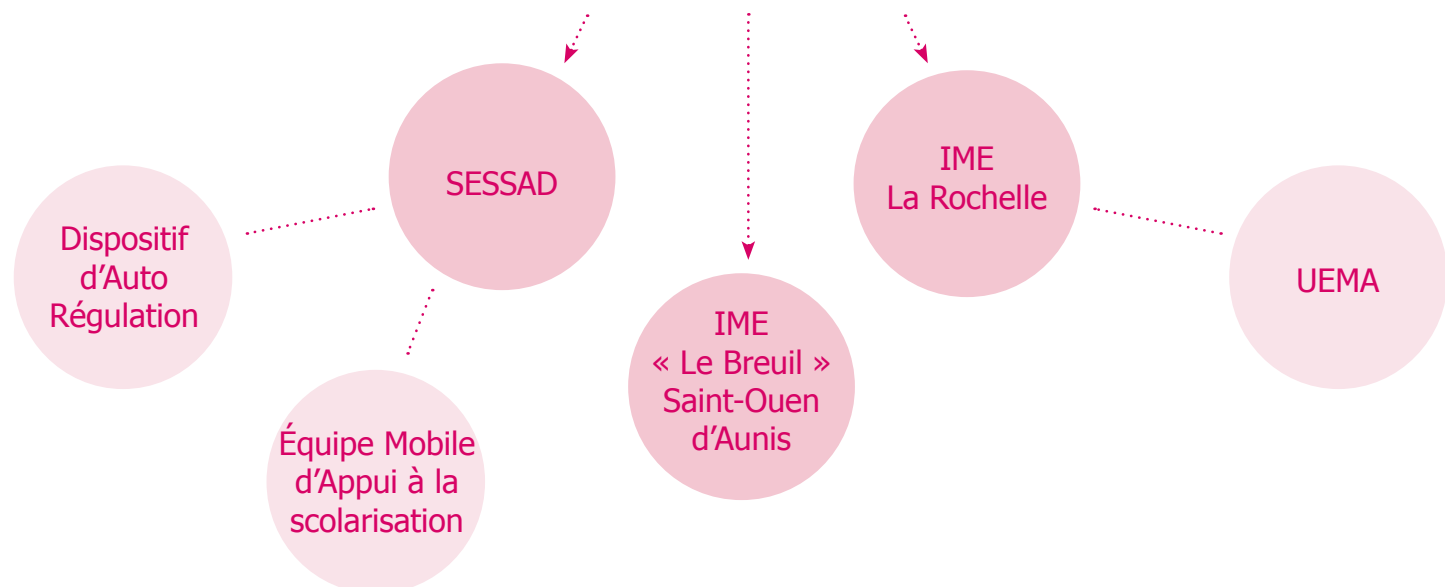 SESSAD
IME
La Rochelle
Dispositif
d’Auto
Régulation
UEMA
IME
« Le Breuil »
Saint-Ouen
d’Aunis
Équipe Mobile
d’Appui à la
scolarisation